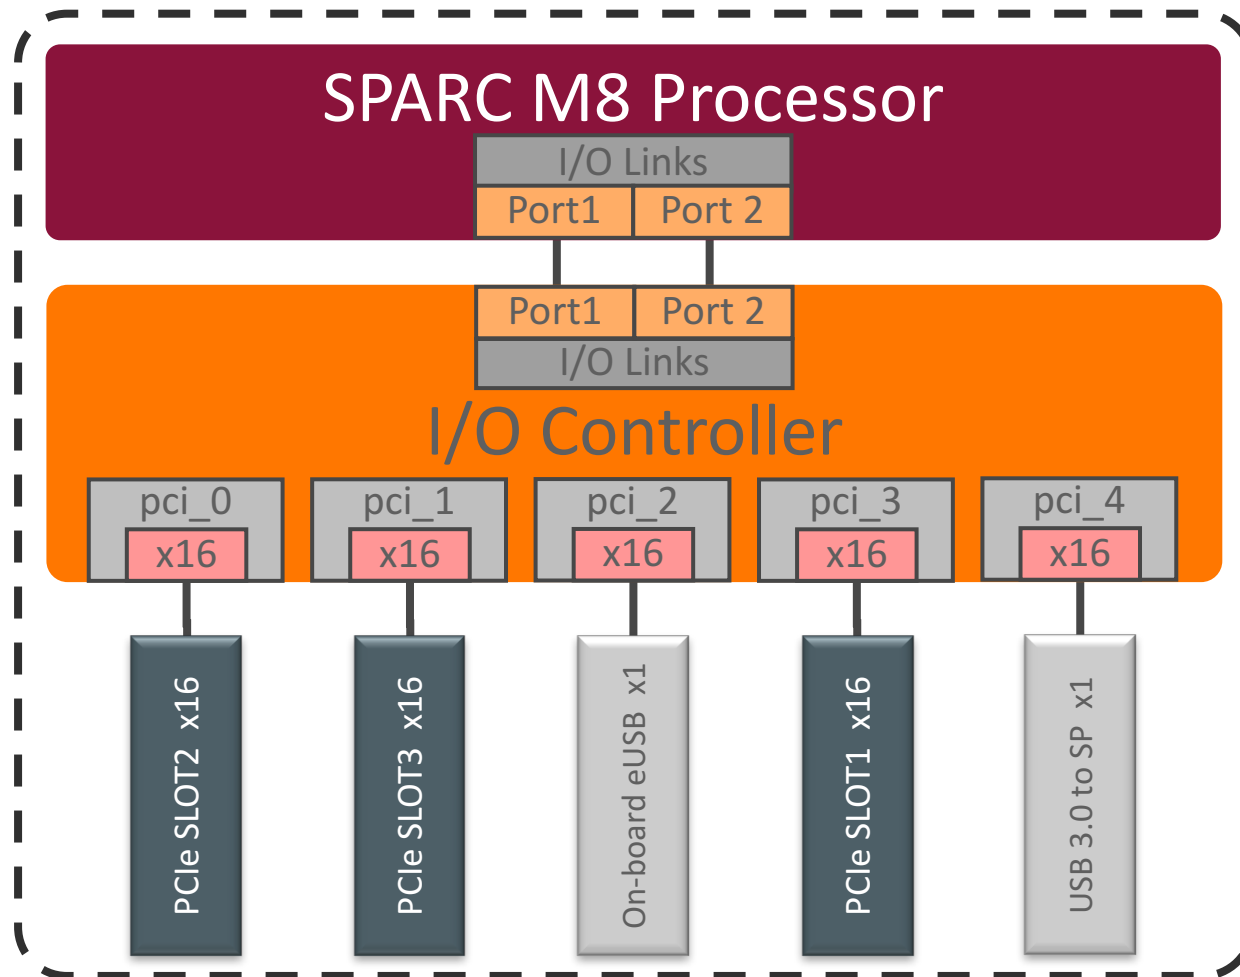 SPARC M8 Processor
I/O Links
Port1
Port 2
Port1
Port 2
I/O Links
I/O Controller
pci_0
pci_1
pci_2
pci_3
pci_4
x16
x16
x16
x16
x16
PCIe SLOT2 x16
PCIe SLOT3 x16
On-board eUSB x1
PCIe SLOT1 x16
USB 3.0 to SP x1